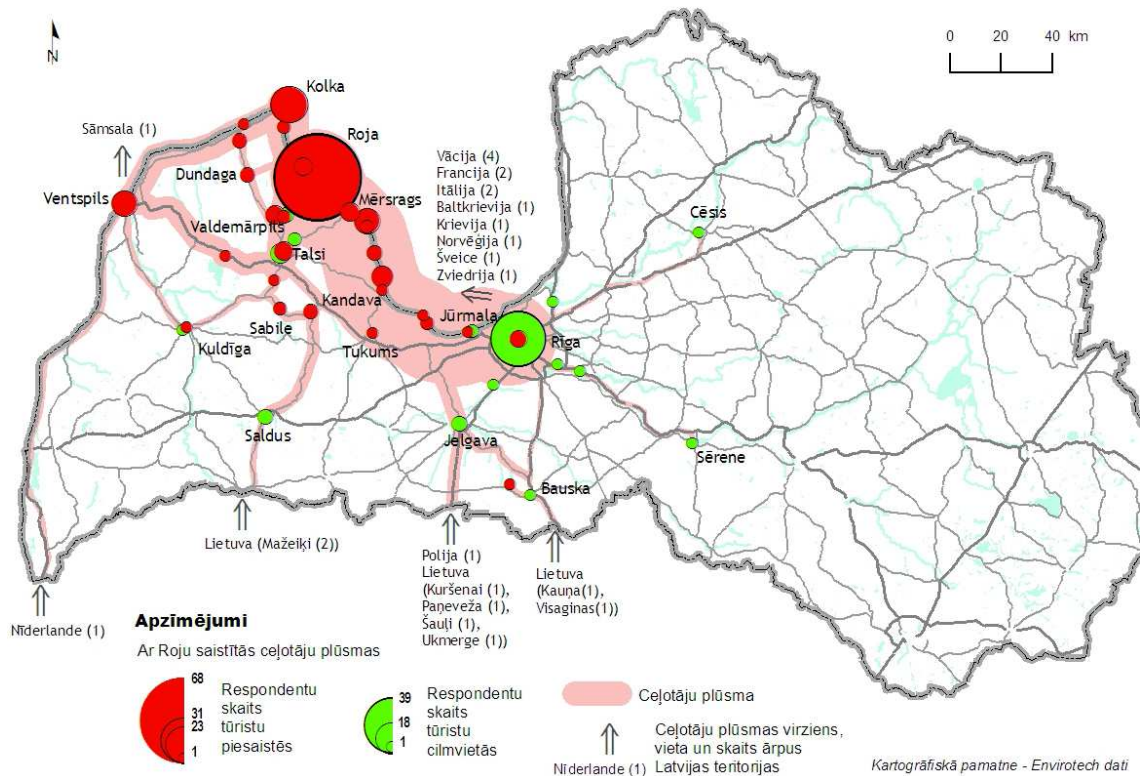 N
0 20 40 km
Kolka
Roja
Sāmsala (1)
Dundaga
Ventspils
Mērsrags
Valdemārpils
Talsi
Vācija (4)
Francija (2)
Itālija (2)
Baltkrievija (1)
Krievija (1)
Norvēģija (1)
Šveice (1)
Zviedrija (1)
Cēsis
Kandava
Jūrmala
Sabile
Rīga
Kuldīga
Tukums
Saldus
Jelgava
Sērene
Bauska
Lietuva (Mažeiķi (2))
Polija (1)
Lietuva
(Kuršenai (1),
Paņeveža (1),
Šauļi (1),
Ukmerge (1))
Lietuva
(Kauņa(1),
Visaginas(1))
Nīderlande (1)
Apzīmējumi
Ar Roju saistītās ceļotāju plūsmas
68
31
23
1
Respondentu
skaits
tūristu
piesaistēs
39
18
1
Respondentu
skaits
tūristu
cilmvietās
Ceļotāju plūsma
Nīderlande (1)
Ceļotāju plūsmas virziens,
vieta un skaits ārpus
Latvijas teritorijas
Kartogrāfiskā pamatne - Envirotech dati